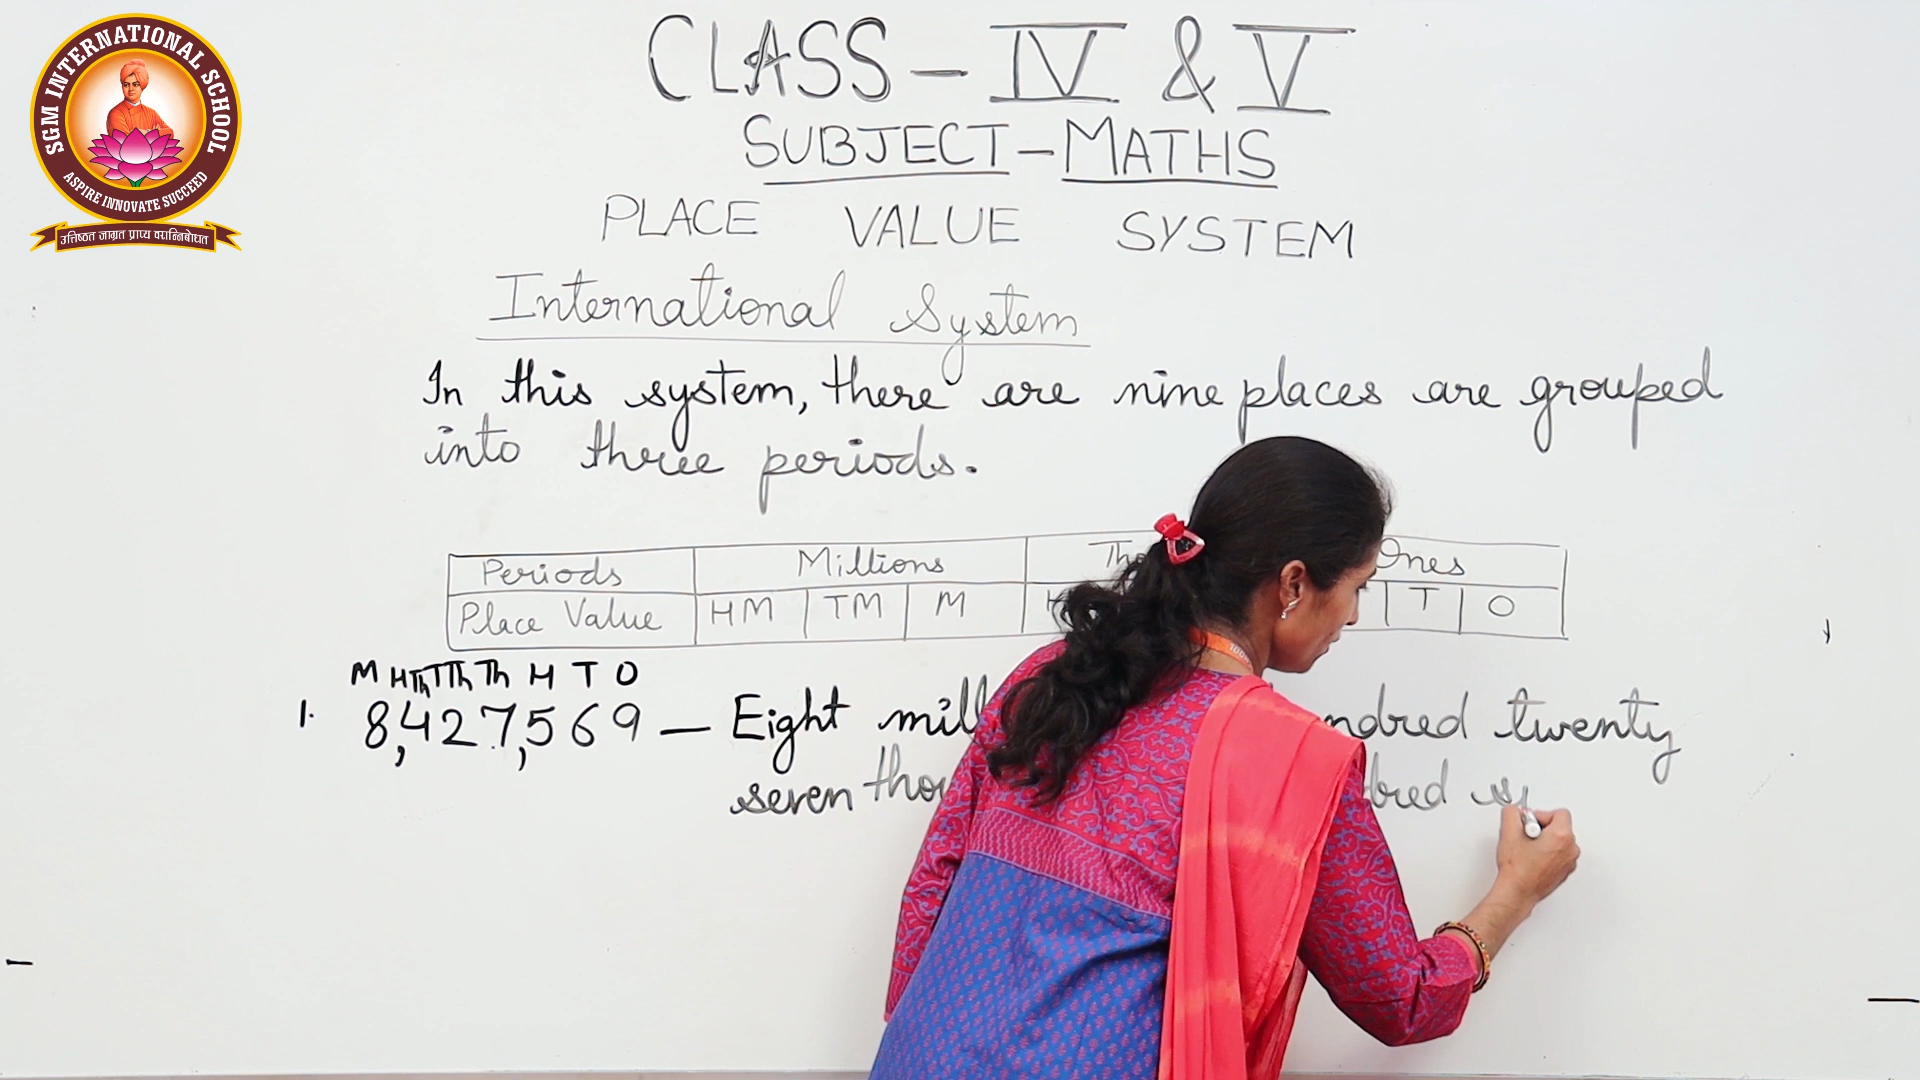 SGM INTERNATIONAL SCHOOL
ASPIRE INNOVATE SUCCEED
उत्तिष्ठत जाग्रत प्राप्य वरान्निबोधत
CLASS - IV & V
SUBJECT - MATHS
PLACE VALUE SYSTEM
International System
In this system, there are nine places are grouped
into three periods.
Periods Millions Ones
Place Value HM TM M T O
M HTh TTh Th H T O
1. 8,427,569 — Eight twenty
seven